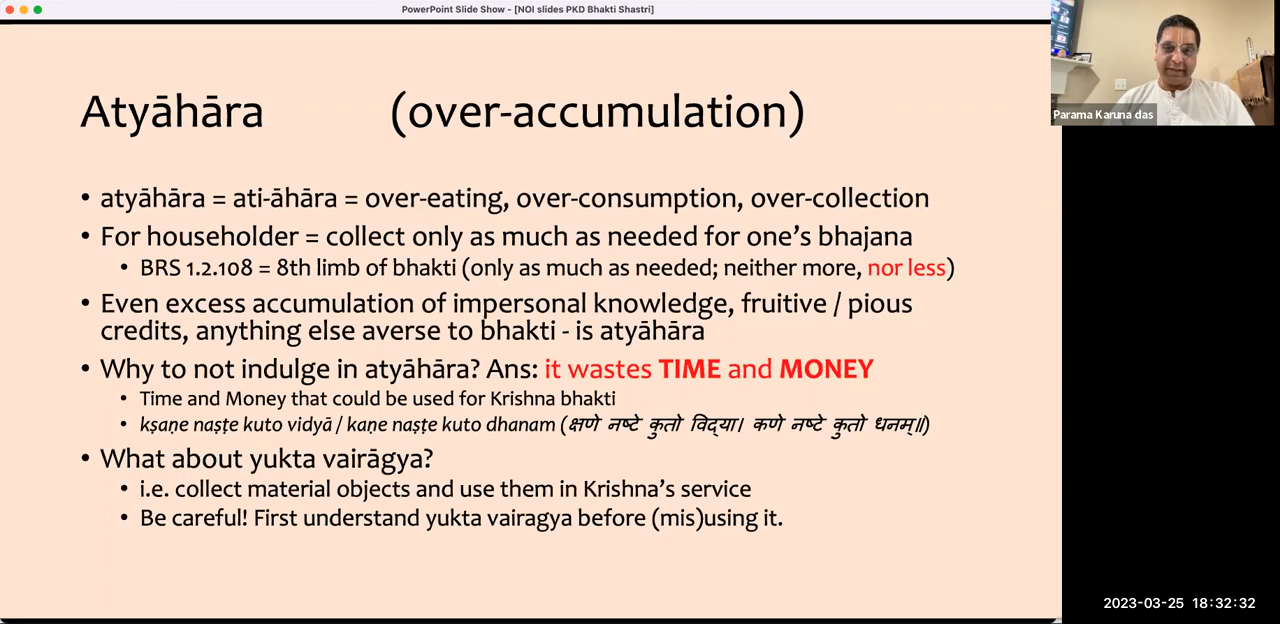 PowerPoint Slide Show - [NOI slides PKD Bhakti Shastri]
Atyāhāra (over-accumulation)
• atyāhāra = ati-āhāra = over-eating, over-consumption, over-collection
• For householder = collect only as much as needed for one's bhajana
• BRS 1.2.108 = 8th limb of bhakti (only as much as needed; neither more, nor less)
• Even excess accumulation of impersonal knowledge, fruitive / pious
credits, anything else averse to bhakti - is atyāhāra
• Why to not indulge in atyāhāra? Ans: it wastes TIME and MONEY
• Time and Money that could be used for Krishna bhakti
• kṣaṇe naṣṭe kuto vidyā / kaṇe naṣṭe kuto dhanam (क्षणे नष्टे कुतो विद्या। कणे नष्टे कुतो धनम्॥)
• What about yukta vairāgya?
• i.e. collect material objects and use them in Krishna's service
• Be careful! First understand yukta vairagya before (mis)using it.
Parama Karuna das
2023-03-25 18:32:32